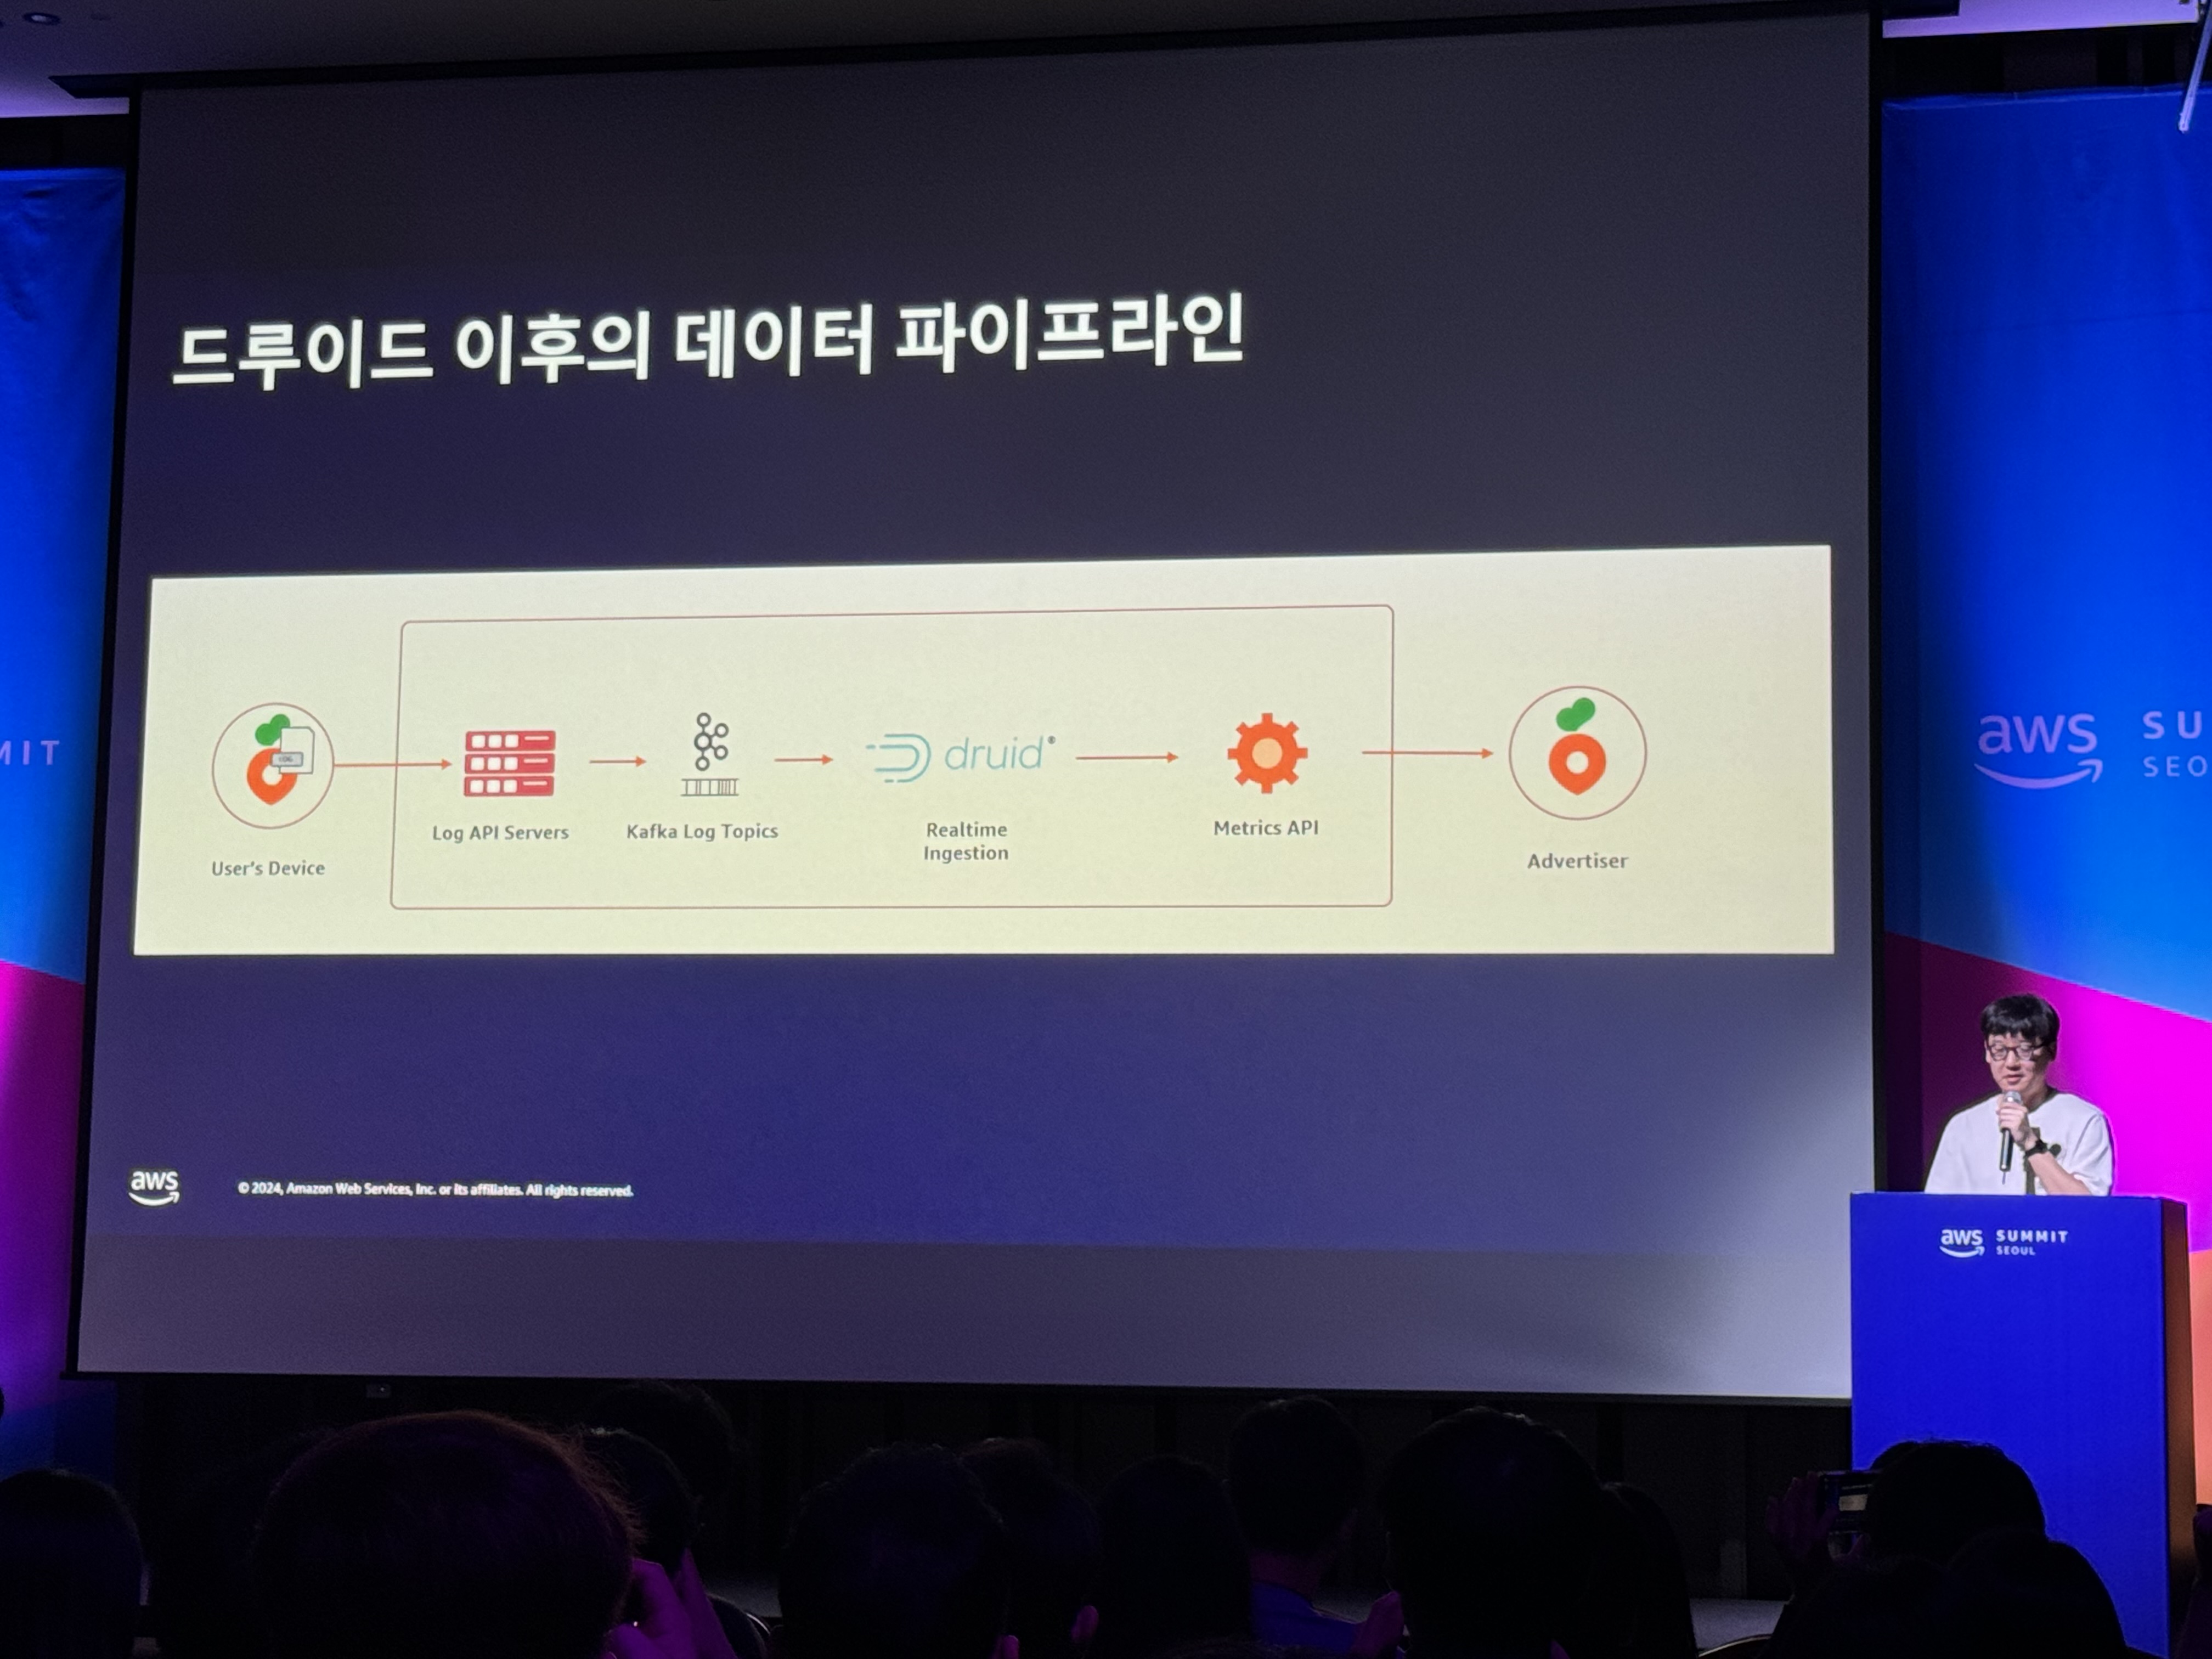 드루이드 이후의 데이터 파이프라인
LOG
User's Device
Log API Servers
Kafka Log Topics
druid®
Realtime
Ingestion
Metrics API
Advertiser
aws
© 2024, Amazon Web Services, Inc. or its affiliates. All rights reserved.
MIT
aws SU
SEO
aws SUMMIT
SEOUL